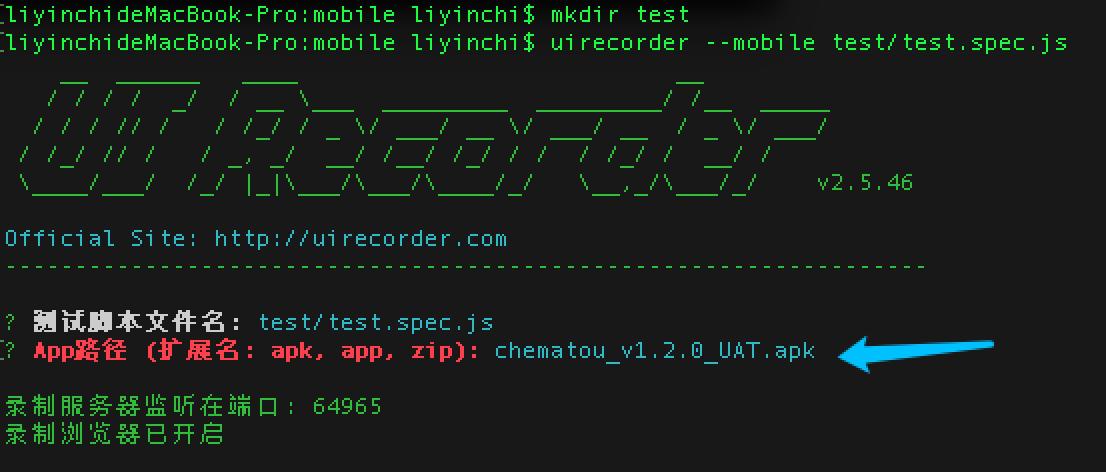 liyinchideMacBook-Pro:mobile liyinchi$ mkdir test
liyinchideMacBook-Pro:mobile liyinchi$ uirecorder --mobile test/test.spec.js
UI Recorder v2.5.46
Official Site: http://uirecorder.com
------------------------------------------------------------------
? 测试脚本文件名: test/test.spec.js
? App路径 (扩展名: apk, app, zip): chematou_v1.2.0_UAT.apk
录制服务器监听在端口: 64965
录制浏览器已开启